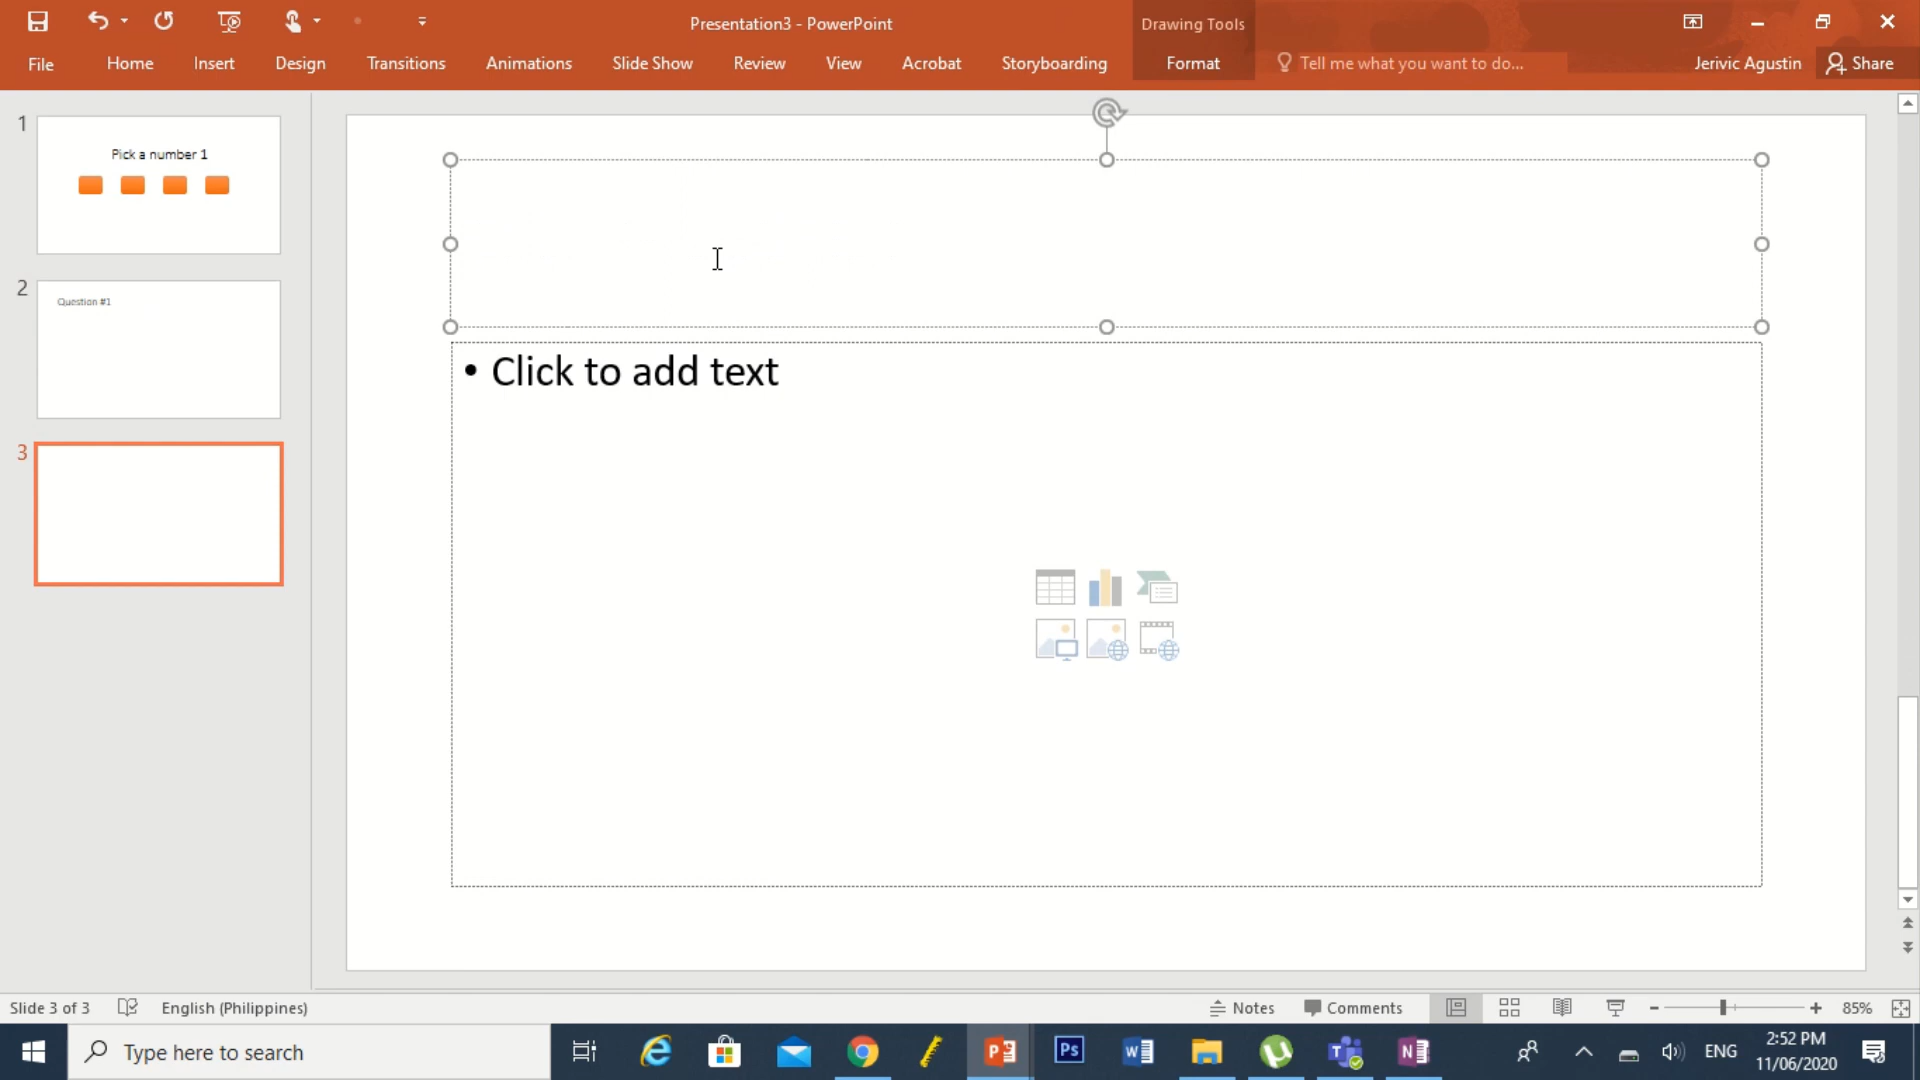 Presentation3 - PowerPoint
Drawing Tools
File
Home
Insert
Design
Transitions
Animations
Slide Show
Review
View
Acrobat
Storyboarding
Format
Tell me what you want to do...
Jerivic Agustin
Share
1
Pick a number 1
2
Question #1
3
• Click to add text
Slide 3 of 3
English (Philippines)
Notes
Comments
85%
Type here to search
Ps
ENG
2:52 PM
11/06/2020